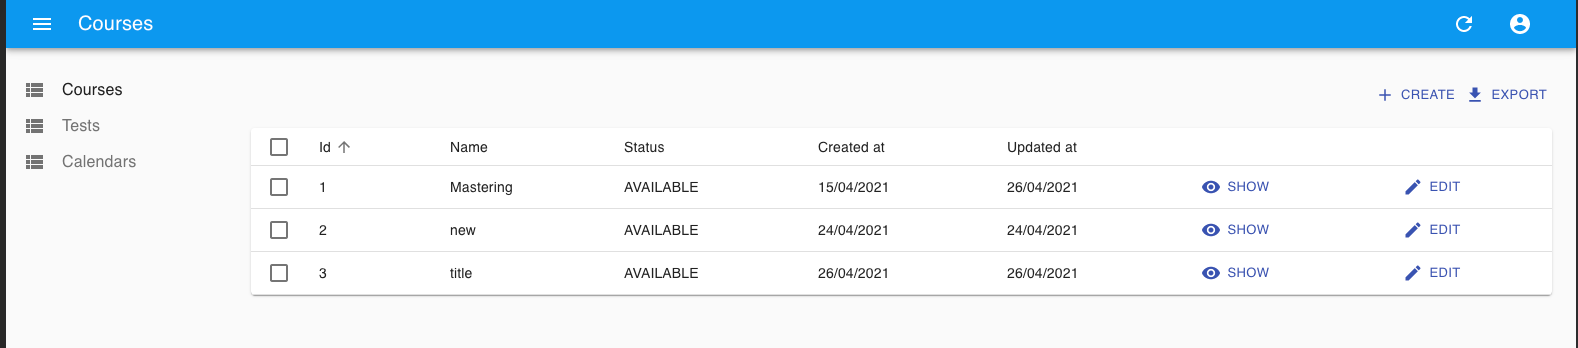 Courses
Courses
Tests
Calendars
CREATE EXPORT
Id Name Status Created at Updated at
1 Mastering AVAILABLE 15/04/2021 26/04/2021 SHOW EDIT
2 new AVAILABLE 24/04/2021 24/04/2021 SHOW EDIT
3 title AVAILABLE 26/04/2021 26/04/2021 SHOW EDIT